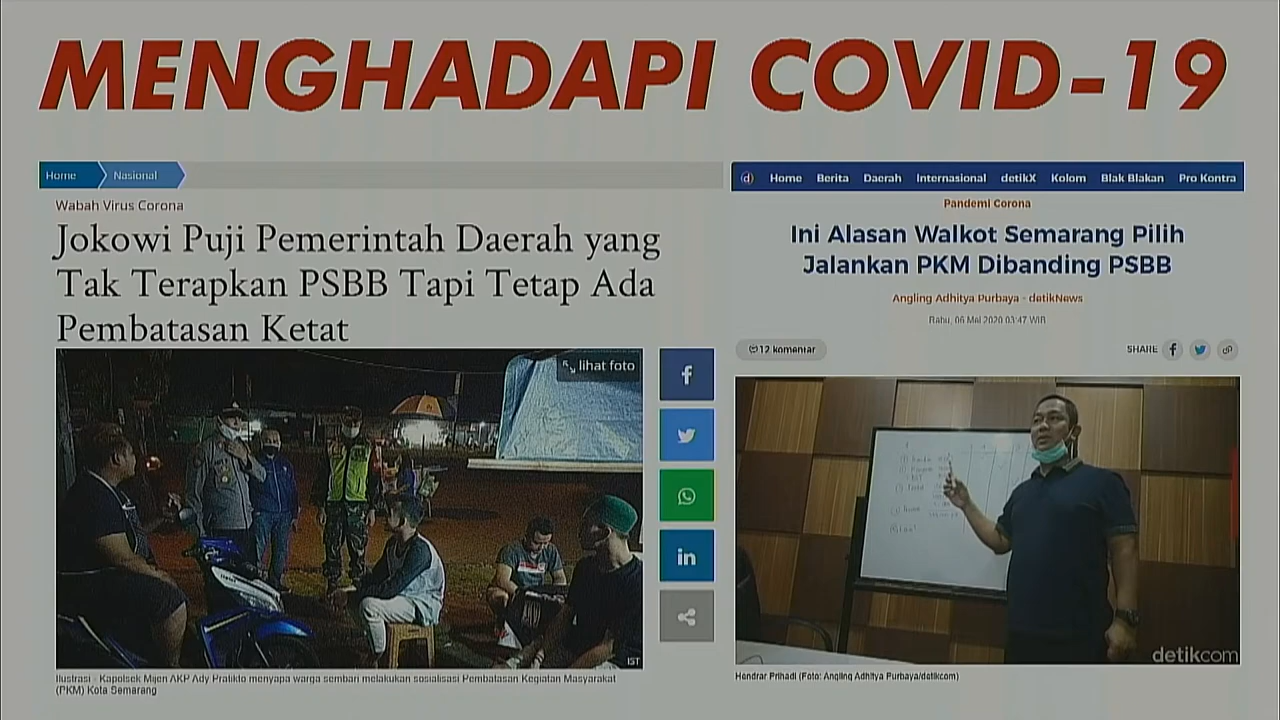 MENGHADAPI COVID-19
Home Nasional
Wabah Virus Corona
Jokowi Puji Pemerintah Daerah yang
Tak Terapkan PSBB Tapi Tetap Ada
Pembatasan Ketat
lihat foto
IST
Ilustrasi - Kapolsek Mijen AKP Ady Pratikto menyapa warga sembari melakukan sosialisasi Pembatasan Kegiatan Masyarakat
(PKM) Kota Semarang
d Home Berita Daerah Internasional detikX Kolom Blak Blakan Pro Kontra
Pandemi Corona
Ini Alasan Walkot Semarang Pilih
Jalankan PKM Dibanding PSBB
Angling Adhitya Purbaya - detikNews
Rabu, 06 Mei 2020 03:47 WIB
12 komentar
SHARE
detikcom
Hendrar Prihadi (Foto: Angling Adhitya Purbaya/detikcom)